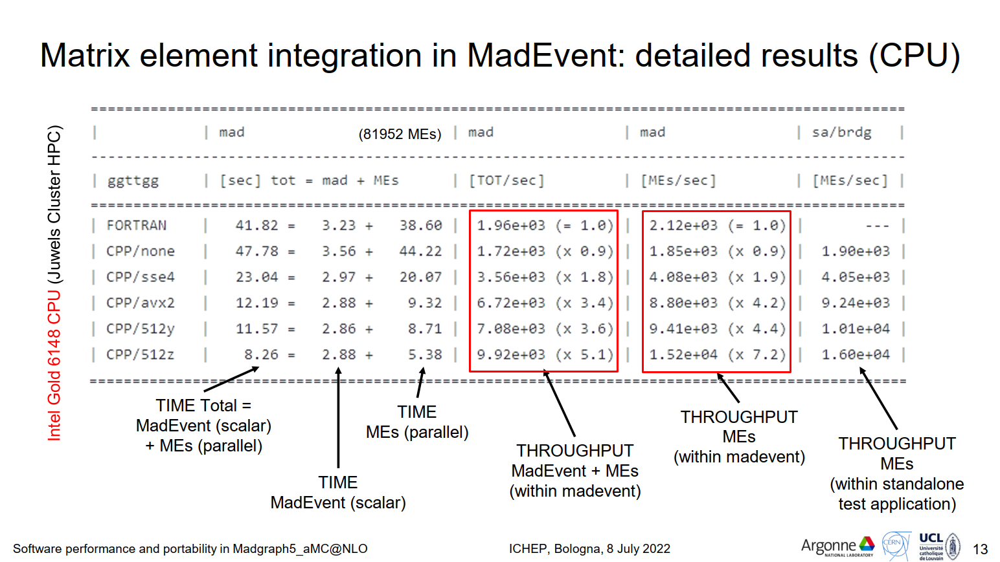 Matrix element integration in MadEvent: detailed results (CPU)
Intel Gold 6148 CPU (Juwels Cluster HPC)
===============================================================================================
|            | mad            (81952 MEs) | mad                | mad                | sa/brdg   |
-----------------------------------------------------------------------------------------------
| ggttgg     | [sec] tot = mad + MEs      | [TOT/sec]          | [MEs/sec]          | [MEs/sec] |
===============================================================================================
| FORTRAN    |   41.82 =   3.23 +   38.60 | 1.96e+03 (= 1.0) | 2.12e+03 (= 1.0) |      --- |
| CPP/none   |   47.78 =   3.56 +   44.22 | 1.72e+03 (x 0.9) | 1.85e+03 (x 0.9) | 1.90e+03 |
| CPP/sse4   |   23.04 =   2.97 +   20.07 | 3.56e+03 (x 1.8) | 4.08e+03 (x 1.9) | 4.05e+03 |
| CPP/avx2   |   12.19 =   2.88 +    9.32 | 6.72e+03 (x 3.4) | 8.80e+03 (x 4.2) | 9.24e+03 |
| CPP/512y   |   11.57 =   2.86 +    8.71 | 7.08e+03 (x 3.6) | 9.41e+03 (x 4.4) | 1.01e+04 |
| CPP/512z   |    8.26 =   2.88 +    5.38 | 9.92e+03 (x 5.1) | 1.52e+04 (x 7.2) | 1.60e+04 |
===============================================================================================
TIME Total =
MadEvent (scalar)
+ MEs (parallel)
TIME
MadEvent (scalar)
TIME
MEs (parallel)
THROUGHPUT
MadEvent + MEs
(within madevent)
THROUGHPUT
MEs
(within madevent)
THROUGHPUT
MEs
(within standalone
test application)
Software performance and portability in Madgraph5_aMC@NLO
ICHEP, Bologna, 8 July 2022
Argonne
NATIONAL LABORATORY
CERN
UCL
Université
catholique
de Louvain
13